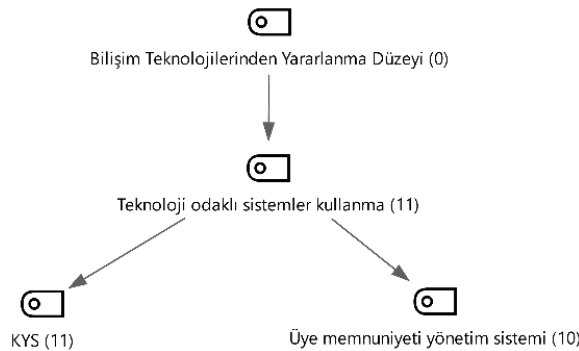 Bilişim Teknolojilerinden Yararlanma Düzeyi (0)
Teknoloji odaklı sistemler kullanma (11)
KYS (11)
Üye memnuniyeti yönetim sistemi (10)